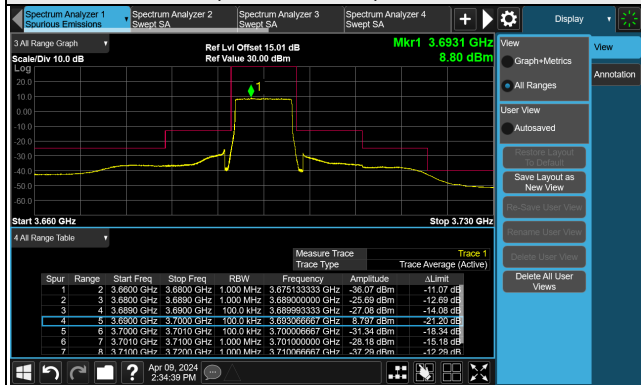 Spectrum Analyzer 1
Spurious Emissions
Spectrum Analyzer 2
Swept SA
Spectrum Analyzer 3
Swept SA
Spectrum Analyzer 4
Swept SA
Display
3 All Range Graph
Scale/Div 10.0 dB
Ref Lvl Offset 15.01 dB
Ref Value 30.00 dBm
Mkr1 3.6931 GHz
8.80 dBm
Log
20.0
10.0
0.00
-10.0
-20.0
-30.0
-40.0
-50.0
-60.0
1
Start 3.660 GHz
Stop 3.730 GHz
4 All Range Table
Measure Trace Trace 1
Trace Type Trace Average (Active)
Spur Range Start Freq Stop Freq RBW Frequency Amplitude ΔLimit
1 2 3.6600 GHz 3.6800 GHz 1.000 MHz 3.675133333 GHz -36.07 dBm -11.07 dB
2 3 3.6800 GHz 3.6890 GHz 1.000 MHz 3.689000000 GHz -25.69 dBm -12.69 dB
3 4 3.6890 GHz 3.6900 GHz 100.0 kHz 3.689993333 GHz -27.08 dBm -14.08 dB
4 5 3.6900 GHz 3.7000 GHz 100.0 kHz 3.693066667 GHz 8.797 dBm -21.20 dB
5 6 3.7000 GHz 3.7010 GHz 100.0 kHz 3.700006667 GHz -31.34 dBm -18.34 dB
6 7 3.7010 GHz 3.7100 GHz 1.000 MHz 3.701000000 GHz -28.18 dBm -15.18 dB
7 8 3.7100 GHz 3.7200 GHz 1.000 MHz 3.710066667 GHz -37.29 dBm -12.29 dB
Apr 09, 2024
2:34:39 PM
View
Graph+Metrics
All Ranges
User View
Autosaved
Restore Layout
To Default
Save Layout as
New View
Re-Save User View
Rename User View
Delete User View
Delete All User
Views
View
Annotation